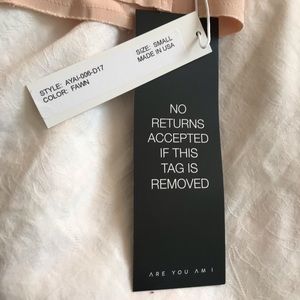 STYLE: AYAI-006-D17
COLOR: FAWN
SIZE: SMALL
MADE IN USA
NO
RETURNS
ACCEPTED
IF THIS
TAG IS
REMOVED
ARE YOU AM I